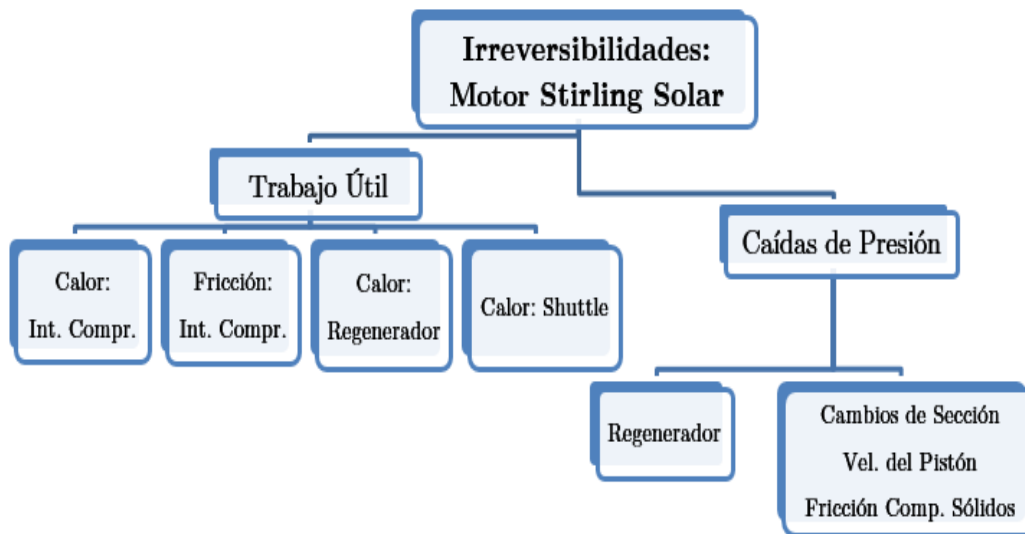 Irreversibilidades:
Motor Stirling Solar
Trabajo Útil
Caídas de Presión
Calor:
Int. Compr.
Fricción:
Int. Compr.
Calor:
Regenerador
Calor: Shuttle
Regenerador
Cambios de Sección
Vel. del Pistón
Fricción Comp. Sólidos